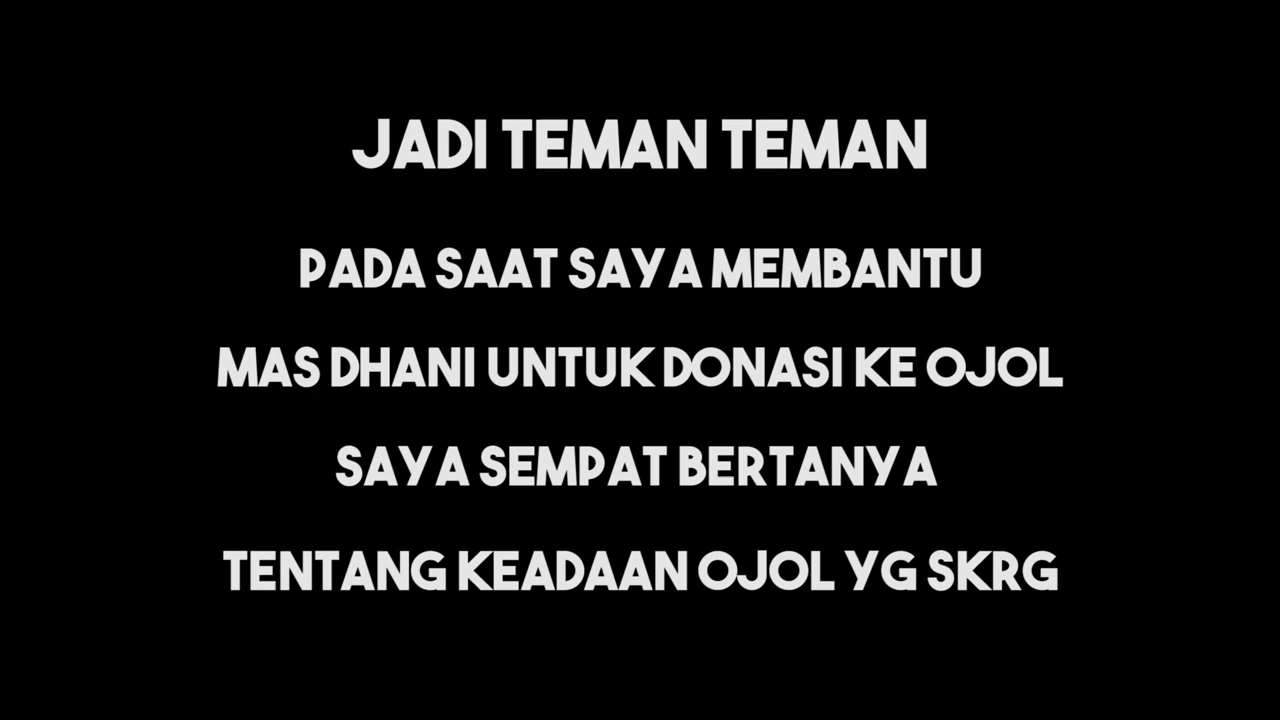 JADI TEMAN TEMAN
PADA SAAT SAYA MEMBANTU
MAS DHANI UNTUK DONASI KE OJOL
SAYA SEMPAT BERTANYA
TENTANG KEADAAN OJOL YG SKRG